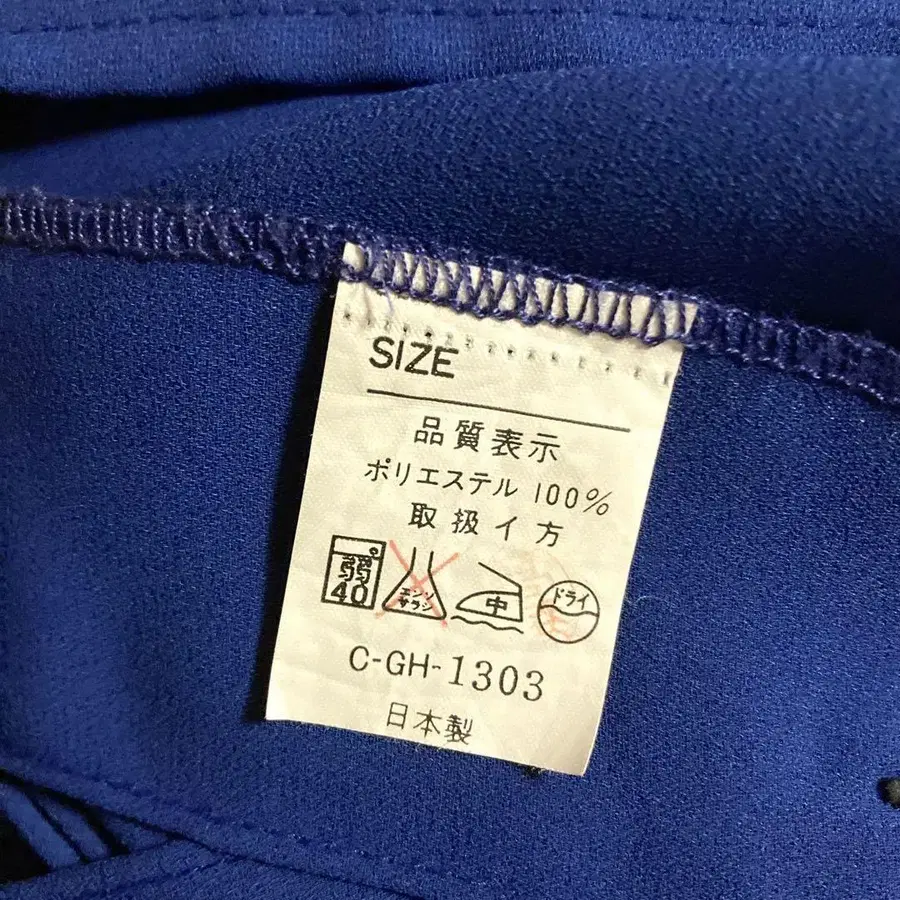 SIZE
品質表示
ポリエステル 100%
取扱イ方
弱 40 エンソサラシ 中 ドライ
C-GH-1303
日本製